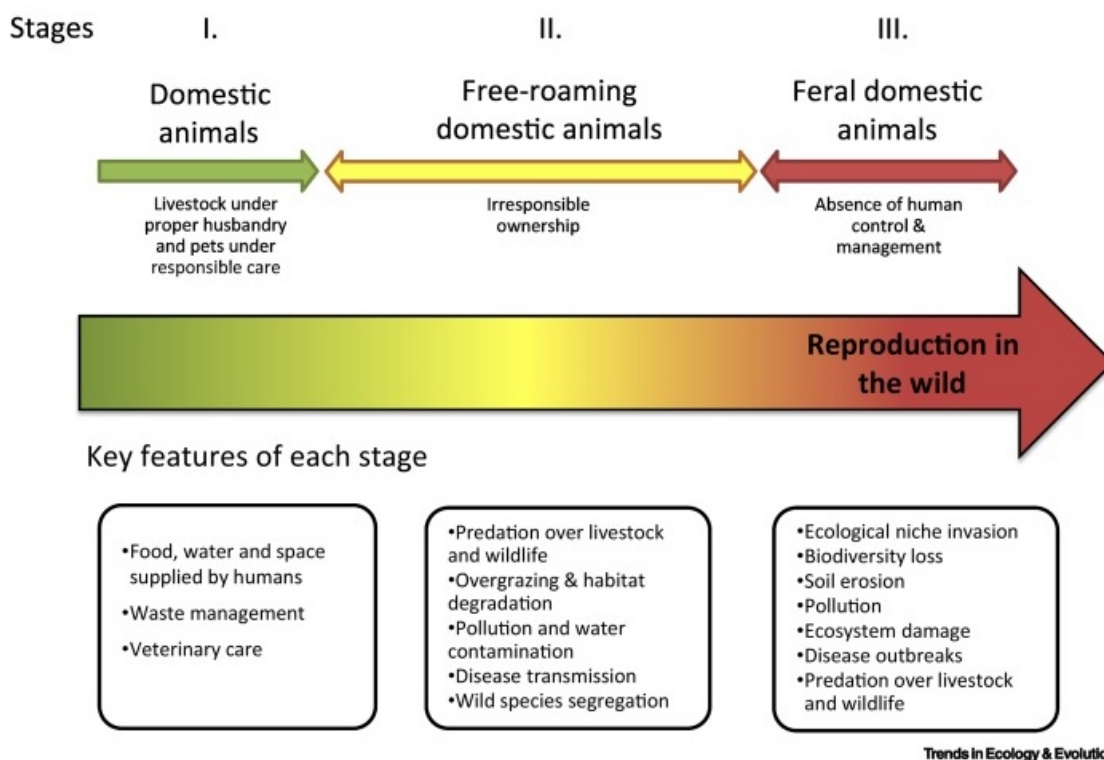 Stages I. II. III.
Domestic
animals
Free-roaming
domestic animals
Feral domestic
animals
Livestock under
proper husbandry
and pets under
responsible care
Irresponsible
ownership
Absence of human
control &
management
Reproduction in
the wild
Key features of each stage
•Food, water and space
supplied by humans
•Waste management
•Veterinary care
•Predation over livestock
and wildlife
•Overgrazing & habitat
degradation
•Pollution and water
contamination
•Disease transmission
•Wild species segregation
•Ecological niche invasion
•Biodiversity loss
•Soil erosion
•Pollution
•Ecosystem damage
•Disease outbreaks
•Predation over livestock
and wildlife
Trends in Ecology & Evolutio